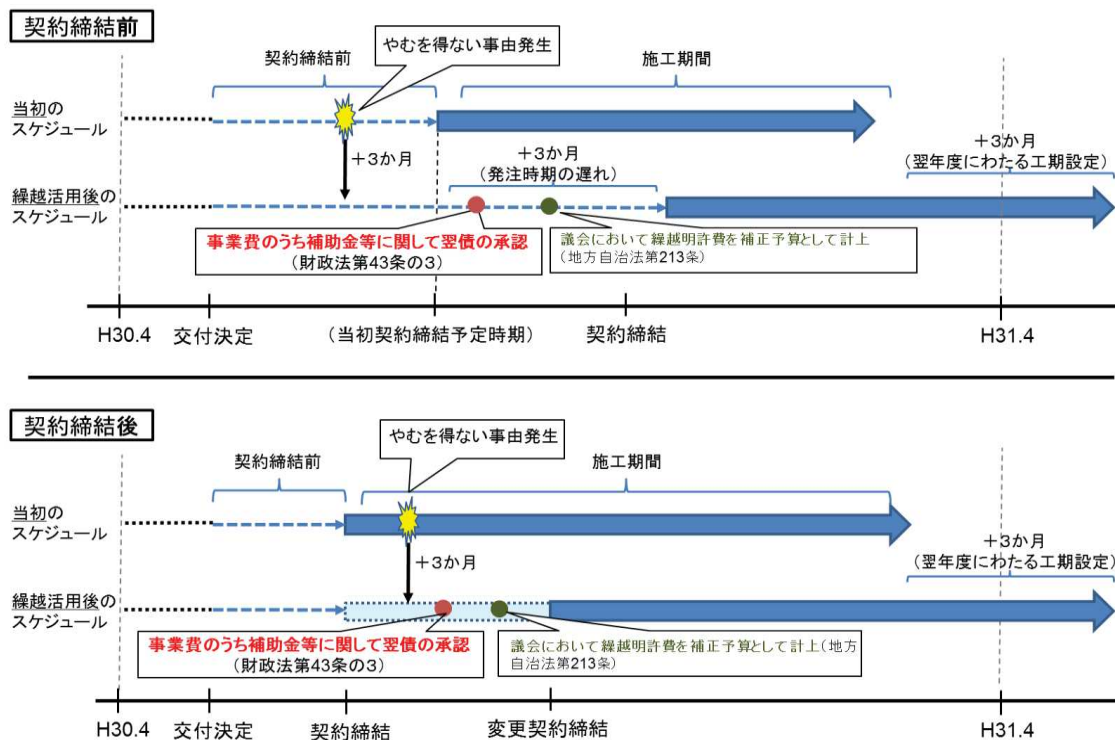 契約締結前
やむを得ない事由発生
契約締結前
施工期間
当初の
スケジュール
＋3か月
＋3か月
(発注時期の遅れ)
＋3か月
(翌年度にわたる工期設定)
繰越活用後の
スケジュール
事業費のうち補助金等に関して翌債の承認
(財政法第43条の3)
議会において繰越明許費を補正予算として計上
(地方自治法第213条)
H30.4
交付決定
(当初契約締結予定時期)
契約締結
H31.4
契約締結後
やむを得ない事由発生
契約締結前
施工期間
当初の
スケジュール
＋3か月
＋3か月
(翌年度にわたる工期設定)
繰越活用後の
スケジュール
事業費のうち補助金等に関して翌債の承認
(財政法第43条の3)
議会において繰越明許費を補正予算として計上(地方
自治法第213条)
H30.4
交付決定
契約締結
変更契約締結
H31.4